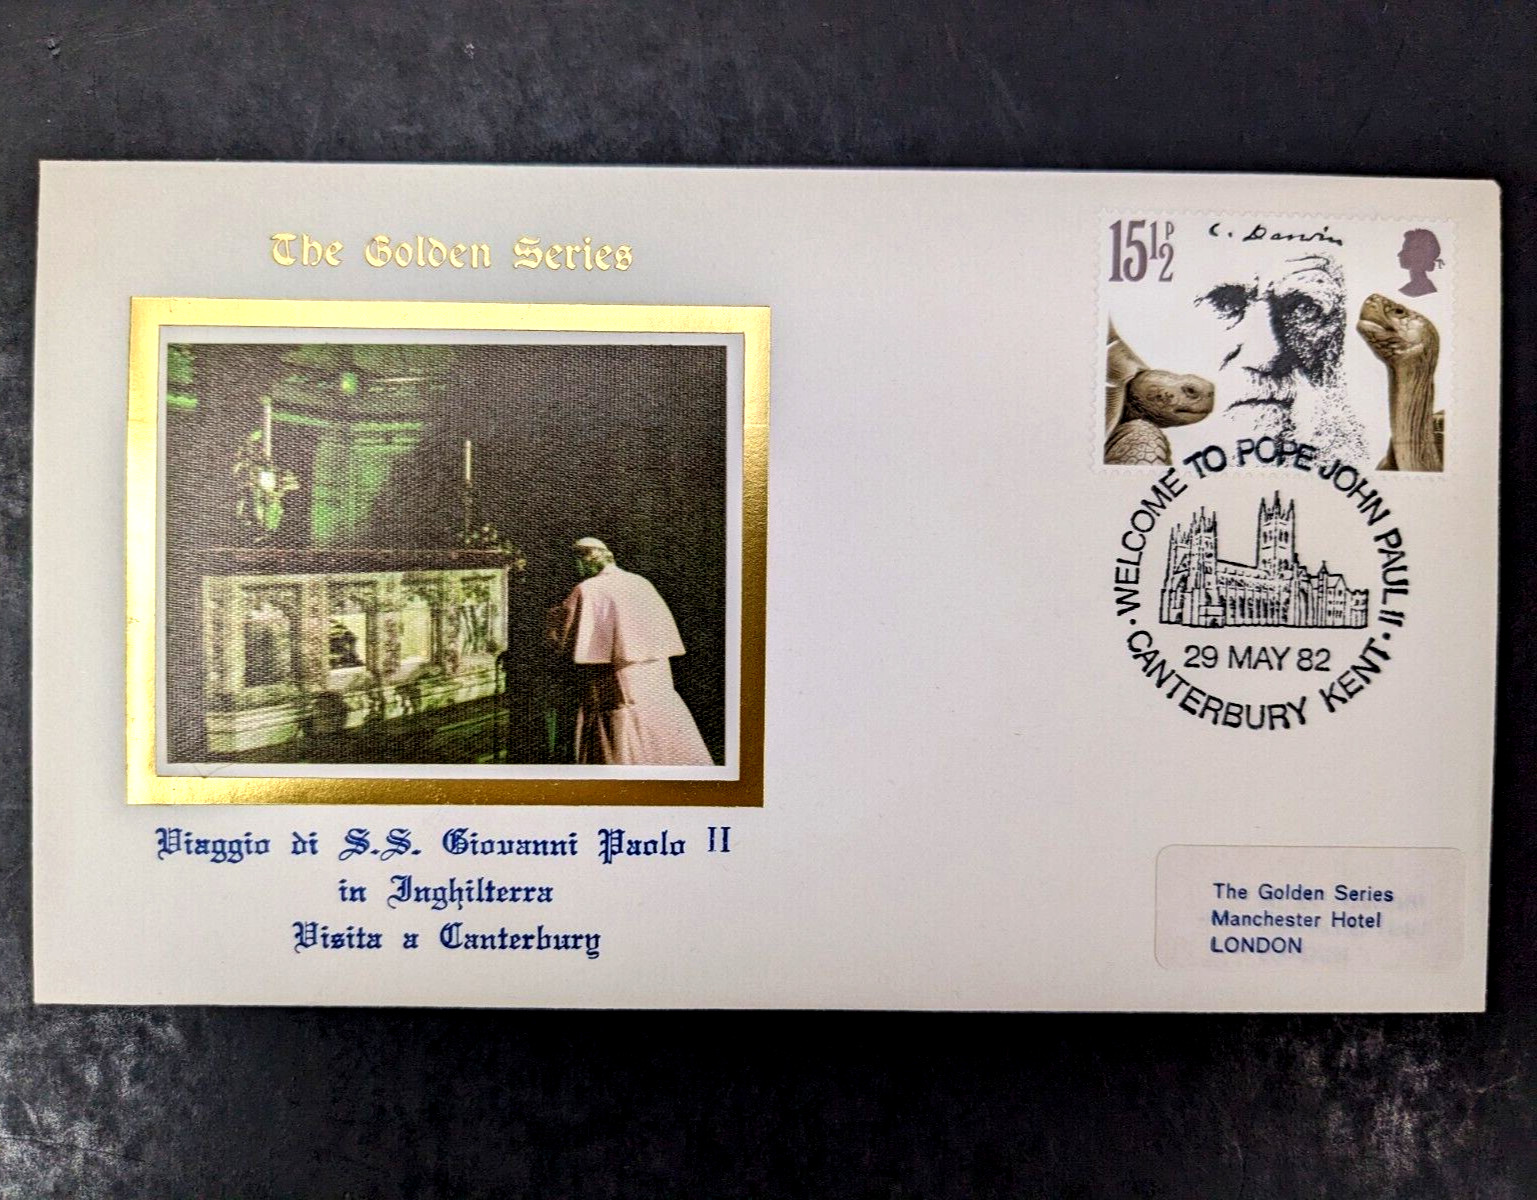 The Golden Series
15½P
C. Darwin
WELCOME TO POPE JOHN PAUL II
29 MAY 82
· CANTERBURY KENT ·
Viaggio di S.S. Giovanni Paolo II
in Inghilterra
Visita a Canterbury
The Golden Series
Manchester Hotel
LONDON